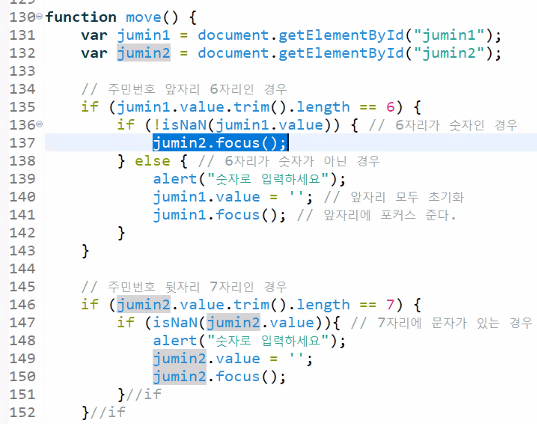 129
130 function move() {
131 var jumin1 = document.getElementById("jumin1");
132 var jumin2 = document.getElementById("jumin2");
133
134 // 주민번호 앞자리 6자리인 경우
135 if (jumin1.value.trim().length == 6) {
136 if (!isNaN(jumin1.value)) { // 6자리가 숫자인 경우
137 jumin2.focus();
138 } else { // 6자리가 숫자가 아닌 경우
139 alert("숫자로 입력하세요");
140 jumin1.value = ''; // 앞자리 모두 초기화
141 jumin1.focus(); // 앞자리에 포커스 준다.
142 }
143 }
144
145 // 주민번호 뒷자리 7자리인 경우
146 if (jumin2.value.trim().length == 7) {
147 if (isNaN(jumin2.value)){ // 7자리에 문자가 있는 경우
148 alert("숫자로 입력하세요");
149 jumin2.value = '';
150 jumin2.focus();
151 }//if
152 }//if